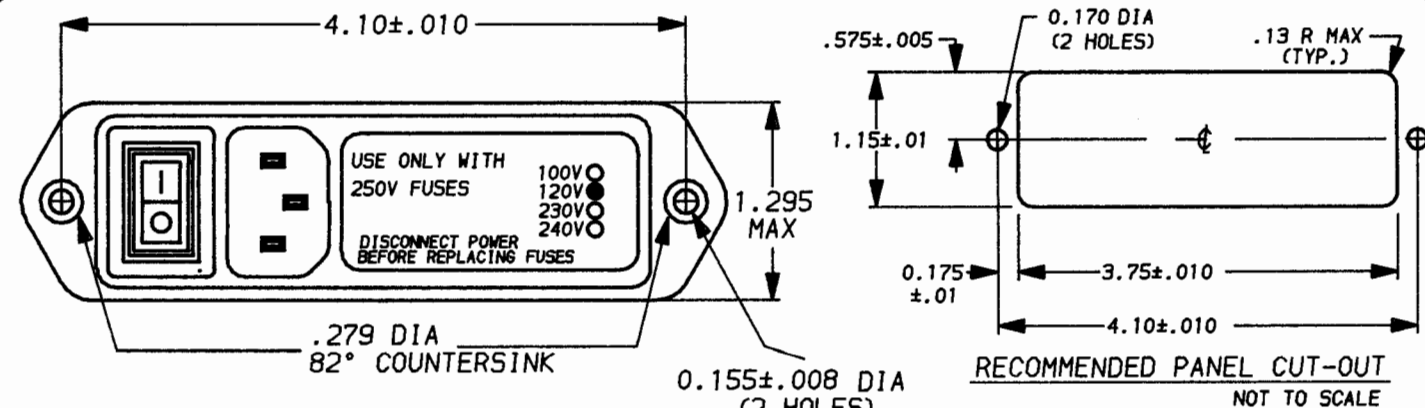 4.10±.010
USE ONLY WITH
250V FUSES
100V
120V
230V
240V
DISCONNECT POWER
BEFORE REPLACING FUSES
1.295
MAX
.279 DIA
82° COUNTERSINK
0.155±.008 DIA
(2 HOLES)
0.170 DIA
(2 HOLES)
.575±.005
.13 R MAX
(TYP.)
1.15±.01
0.175
±.01
3.75±.010
4.10±.010
RECOMMENDED PANEL CUT-OUT
NOT TO SCALE